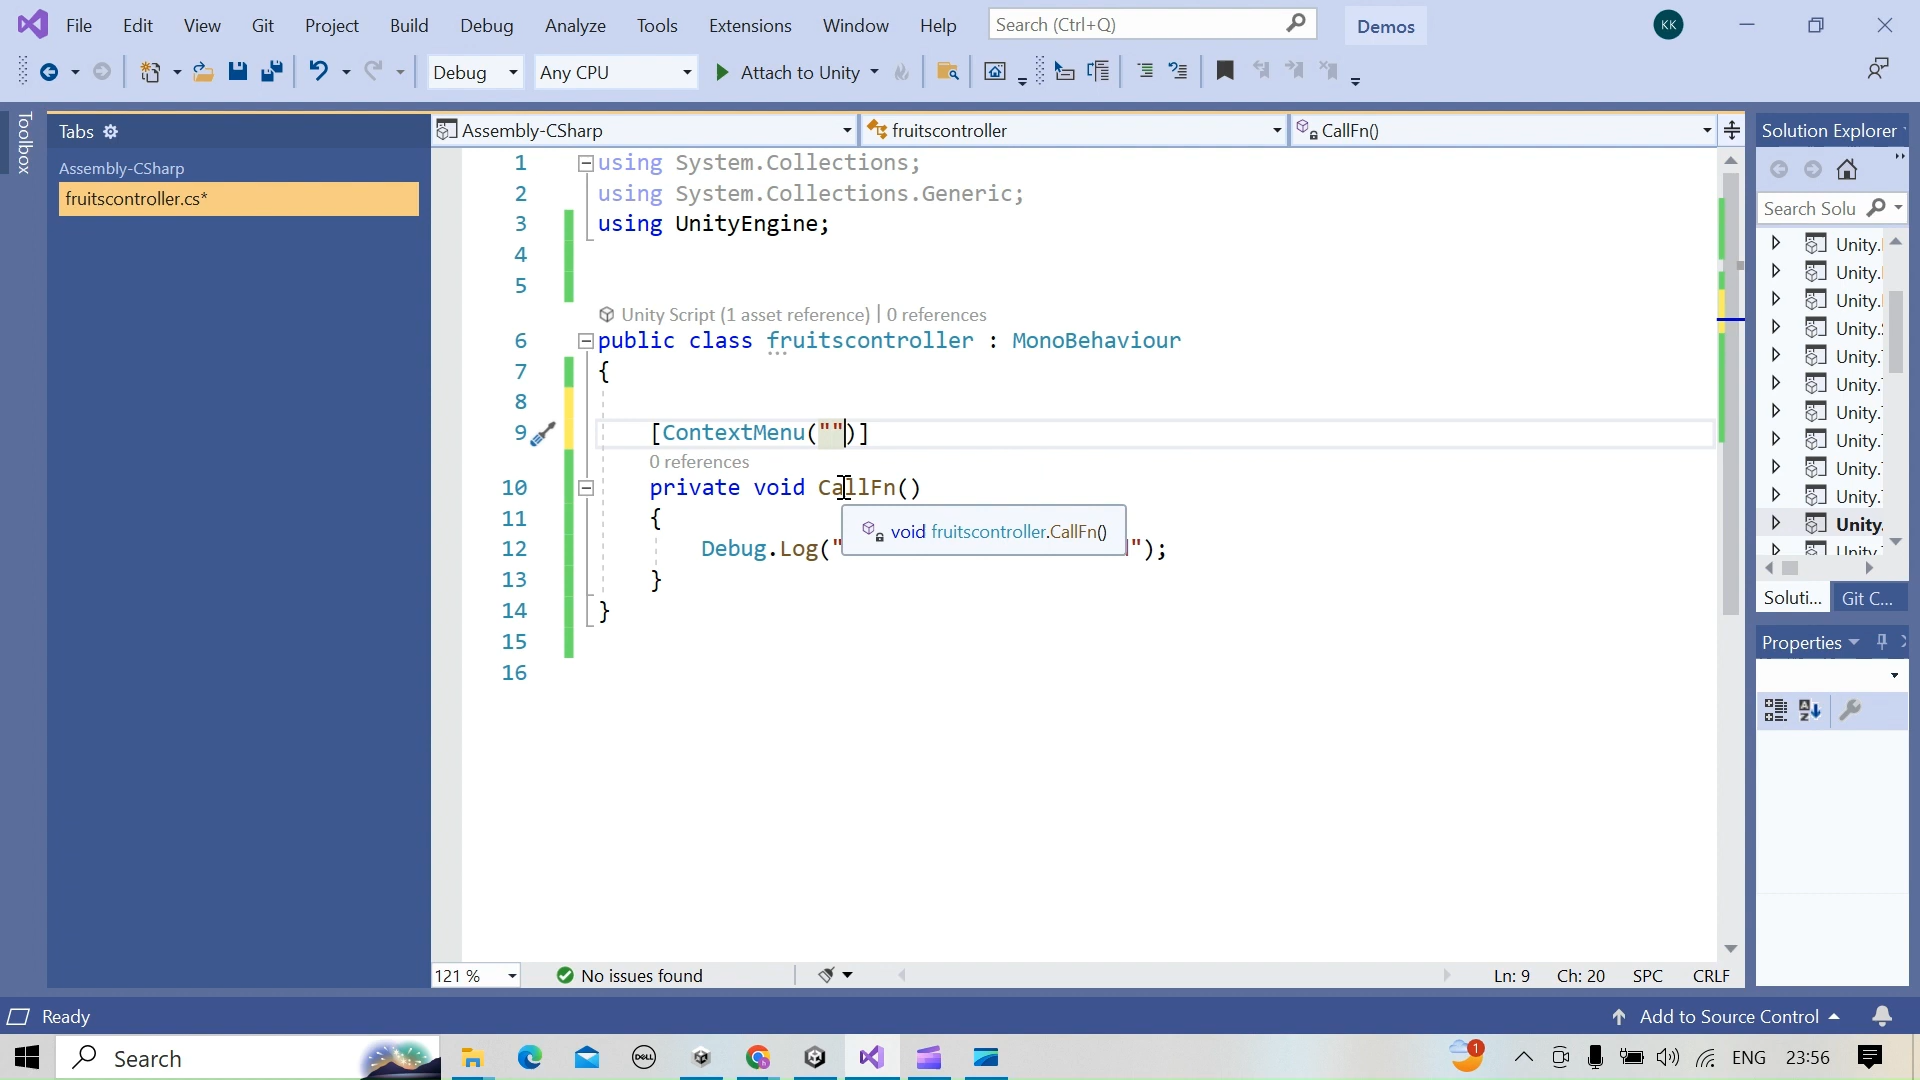 File Edit View Git Project Build Debug Analyze Tools Extensions Window Help Search (Ctrl+Q) Demos KK
Debug Any CPU Attach to Unity
Toolbox
Tabs
Assembly-CSharp
fruitscontroller.cs*
Assembly-CSharp fruitscontroller CallFn()
1 using System.Collections;
2 using System.Collections.Generic;
3 using UnityEngine;
4
5
Unity Script (1 asset reference) | 0 references
6 public class fruitscontroller : MonoBehaviour
7 {
8
9 [ContextMenu("")]
0 references
10 private void CallFn()
11 {
void fruitscontroller.CallFn()
12 Debug.Log(" ");
13 }
14 }
15
16
121 % No issues found Ln: 9 Ch: 20 SPC CRLF
Solution Explorer
Search Solu
Unity.
Unity.
Unity.
Unity.
Unity.
Unity.
Unity.
Unity.
Unity.
Unity.
Unity.
Unity.
Soluti... Git C...
Properties
Ready Add to Source Control
Search DELL 1 ENG 23:56